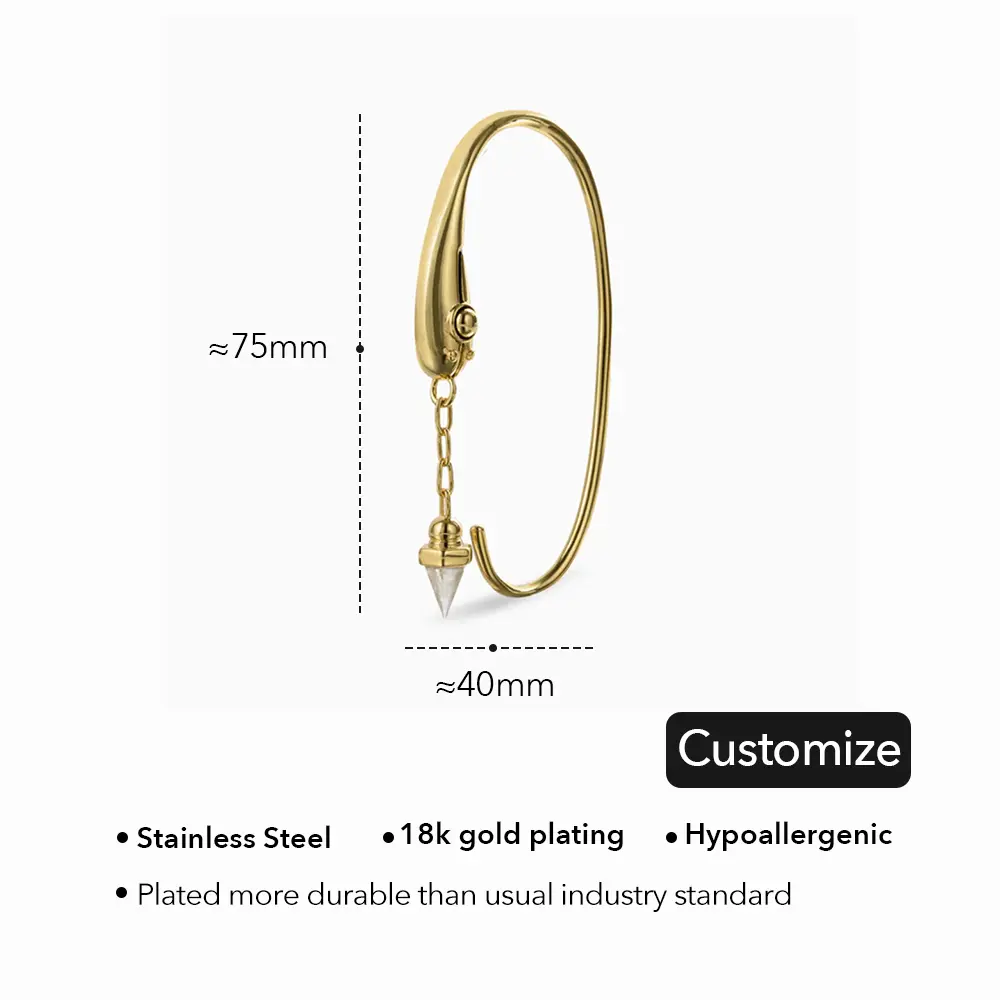 ≈75mm
≈40mm
Customize
• Stainless Steel • 18k gold plating • Hypoallergenic
• Plated more durable than usual industry standard